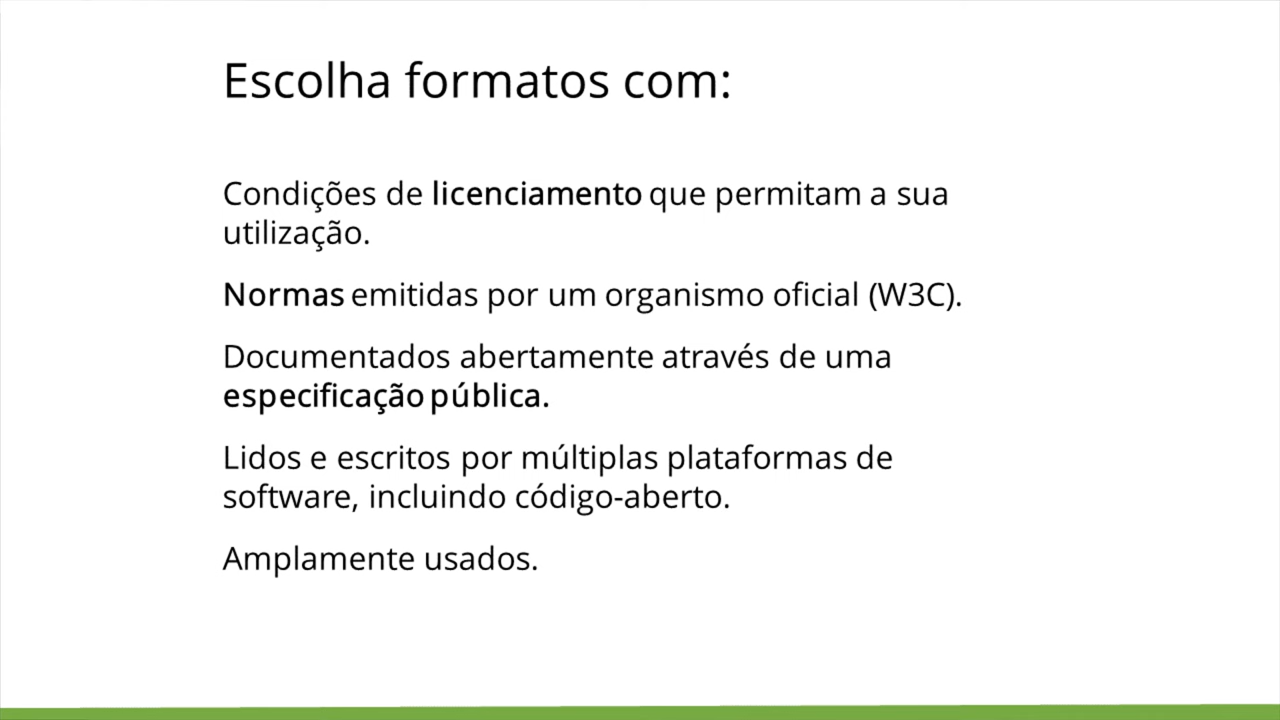 Escolha formatos com:
Condições de licenciamento que permitam a sua
utilização.
Normas emitidas por um organismo oficial (W3C).
Documentados abertamente através de uma
especificação pública.
Lidos e escritos por múltiplas plataformas de
software, incluindo código-aberto.
Amplamente usados.